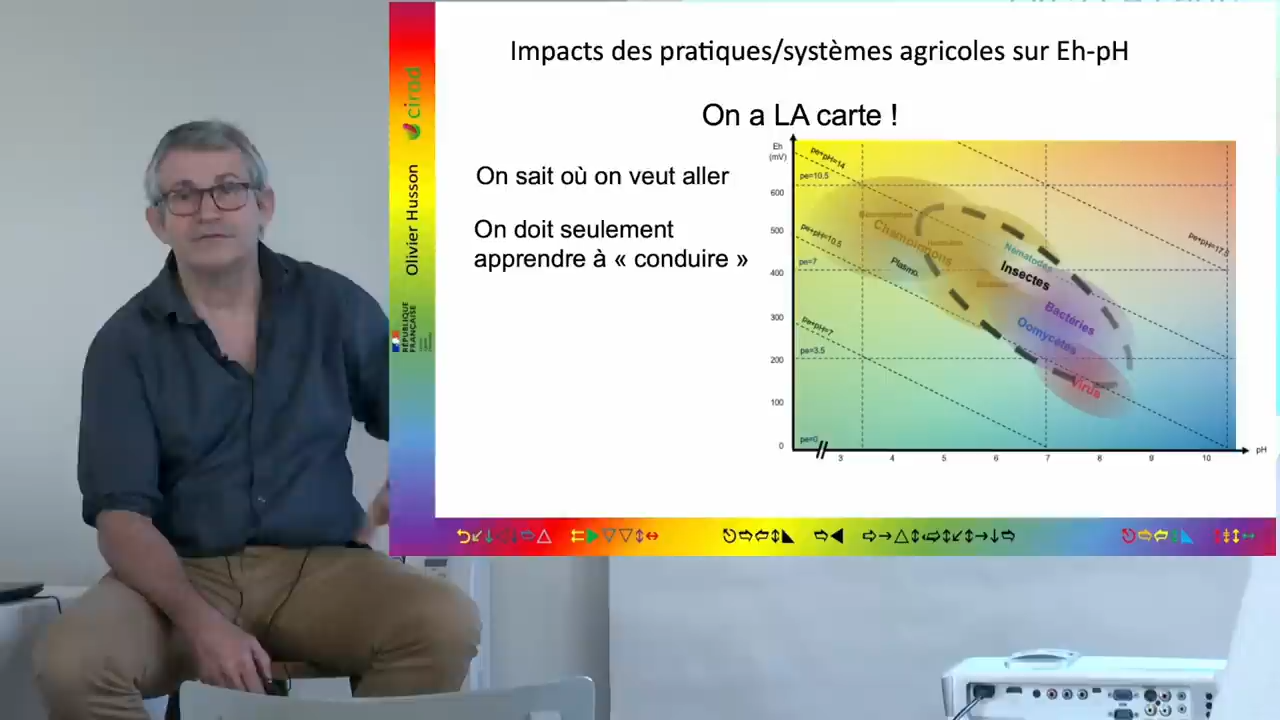 Impacts des pratiques/systèmes agricoles sur Eh-pH
On a LA carte !
On sait où on veut aller
On doit seulement
apprendre à « conduire »
cirad
Olivier Husson
RÉPUBLIQUE
FRANÇAISE
Eh
(mV)
600
500
400
300
200
100
0
pe+pH=14
pe=10.5
pe+pH=10.5
pe=7
pe+pH=7
pe=3.5
pe=0
pe+pH=17.5
Champignons
Plasmo.
Nématodes
Insectes
Bactéries
Oomycètes
Virus
3
4
5
6
7
8
9
10
pH